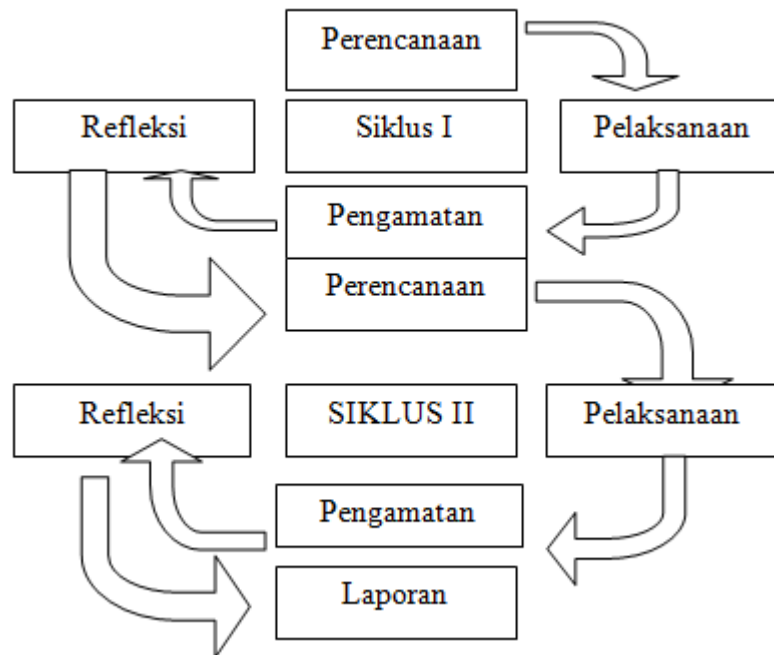 Perencanaan
Refleksi
Siklus I
Pelaksanaan
Pengamatan
Perencanaan
Refleksi
SIKLUS II
Pelaksanaan
Pengamatan
Laporan